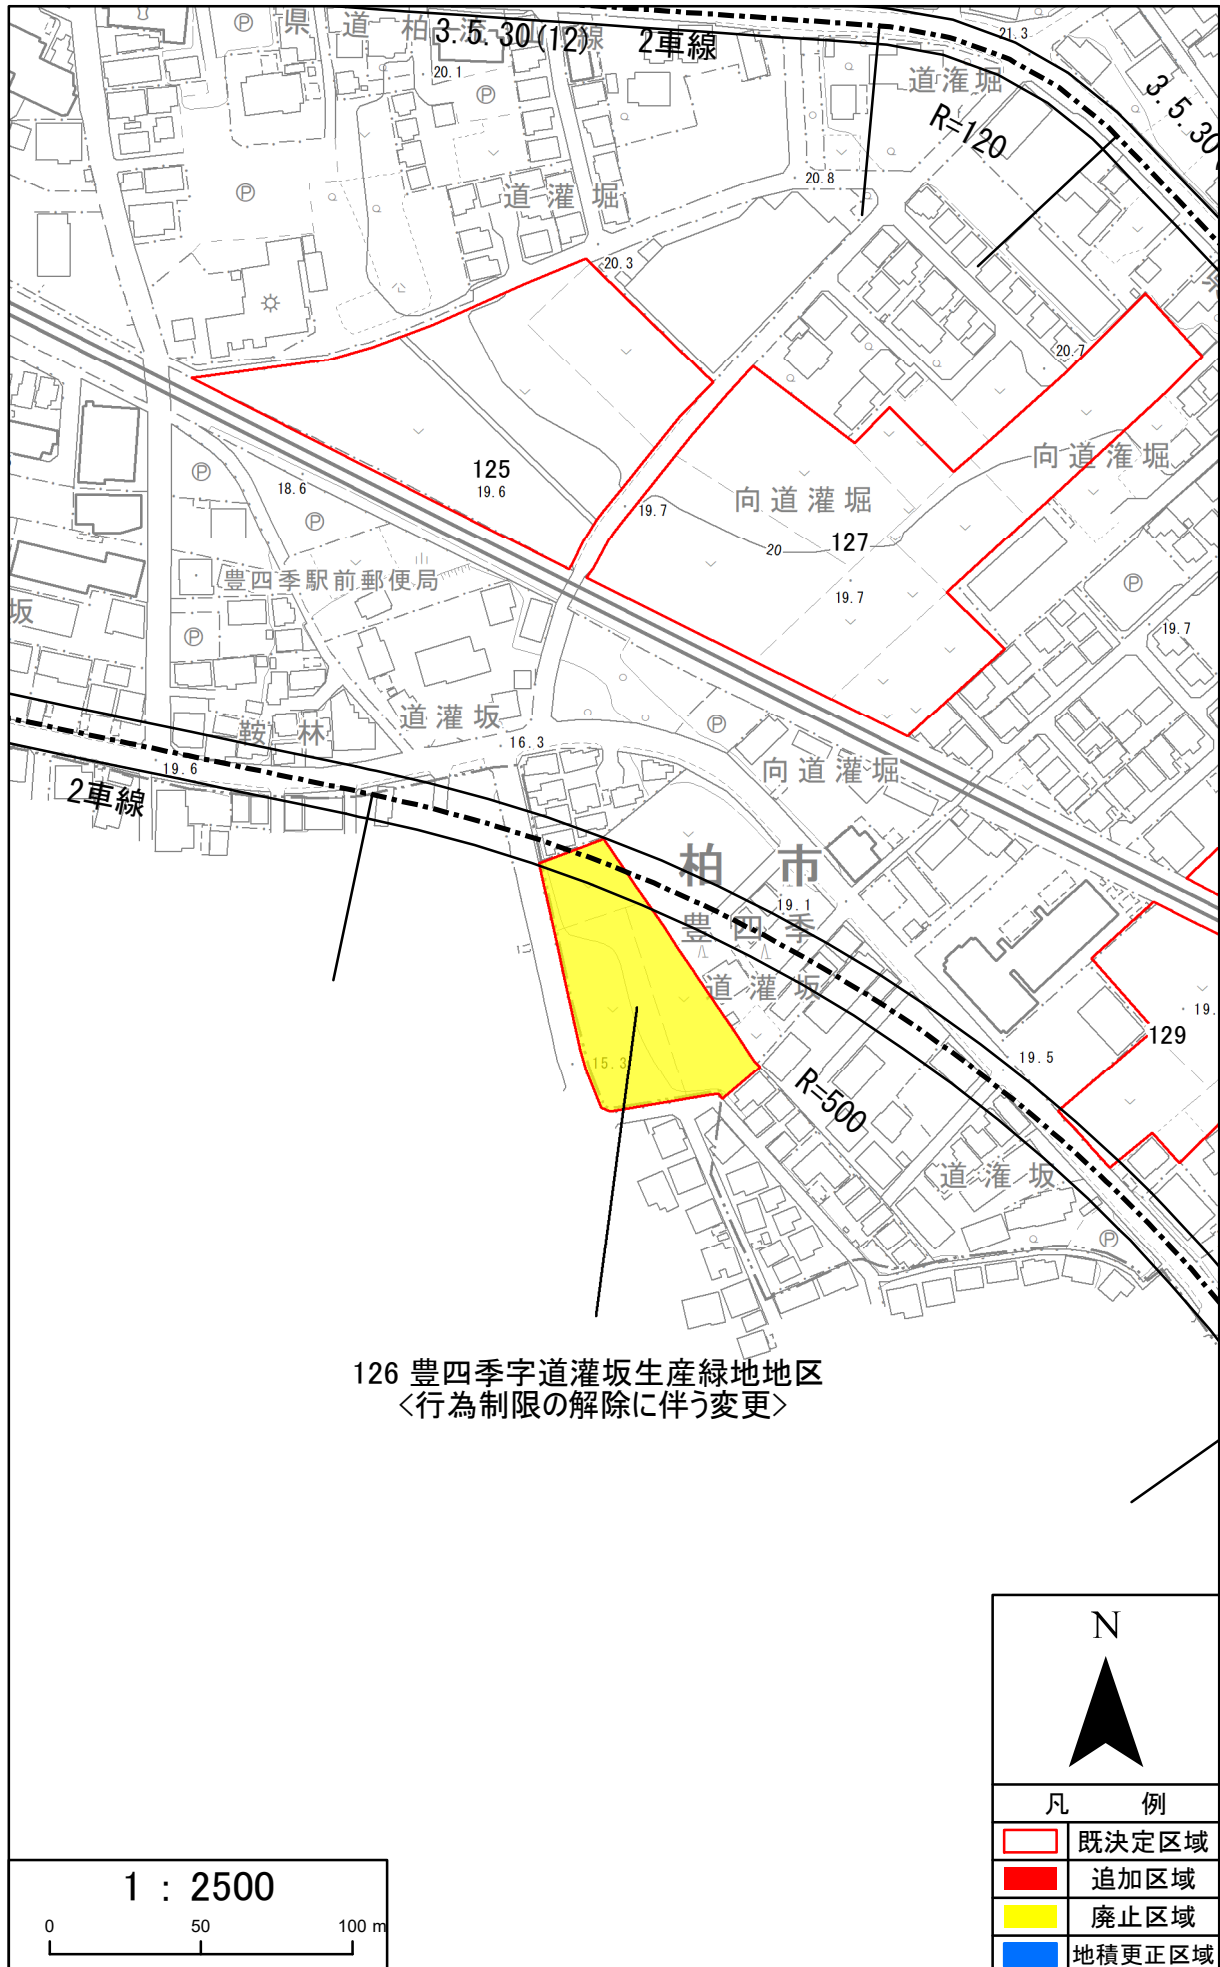 県道柏流線
3.5.30(12) 2車線
21.3
20.1
道灌堀
R=120
3.5.30
20.8
道灌堀
20.3
20.7
125
19.6
18.6
向道灌堀
向道灌堀
19.7
20
127
19.7
豊四季駅前郵便局
坂
19.7
道灌坂
鞍林
16.3
19.6
2車線
向道灌堀
柏市
19.1
豊四季
道灌坂
19.
129
19.5
15.3
R=500
道灌坂
P
P
P
P
P
P
P
P
P
126 豊四季字道灌坂生産緑地地区
<行為制限の解除に伴う変更>
N
凡 例
既決定区域
追加区域
廃止区域
地積更正区域
1 : 2500
0 50 100 m